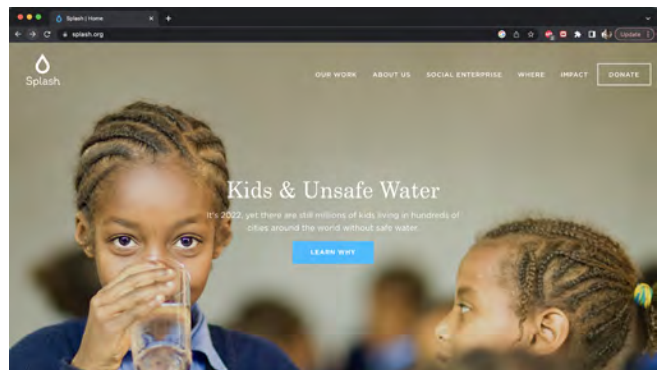 Splash | Home
splash.org
Update
Splash
OUR WORK
ABOUT US
SOCIAL ENTERPRISE
WHERE
IMPACT
DONATE
Kids & Unsafe Water
It's 2022, yet there are still millions of kids living in hundreds of
cities around the world without safe water.
LEARN WHY